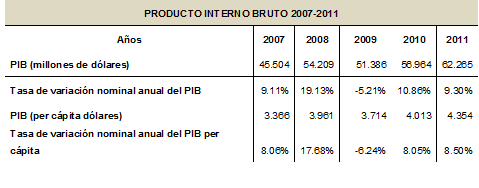 PRODUCTO INTERNO BRUTO 2007-2011
Años 2007 2008 2009 2010 2011
PIB (millones de dólares) 45.504 54.209 51.386 56.964 62.265
Tasa de variación nominal anual del PIB 9.11% 19.13% -5.21% 10.86% 9.30%
PIB (per cápita dólares) 3.366 3.961 3.714 4.013 4.354
Tasa de variación nominal anual del PIB per
cápita 8.06% 17.68% -6.24% 8.05% 8.50%